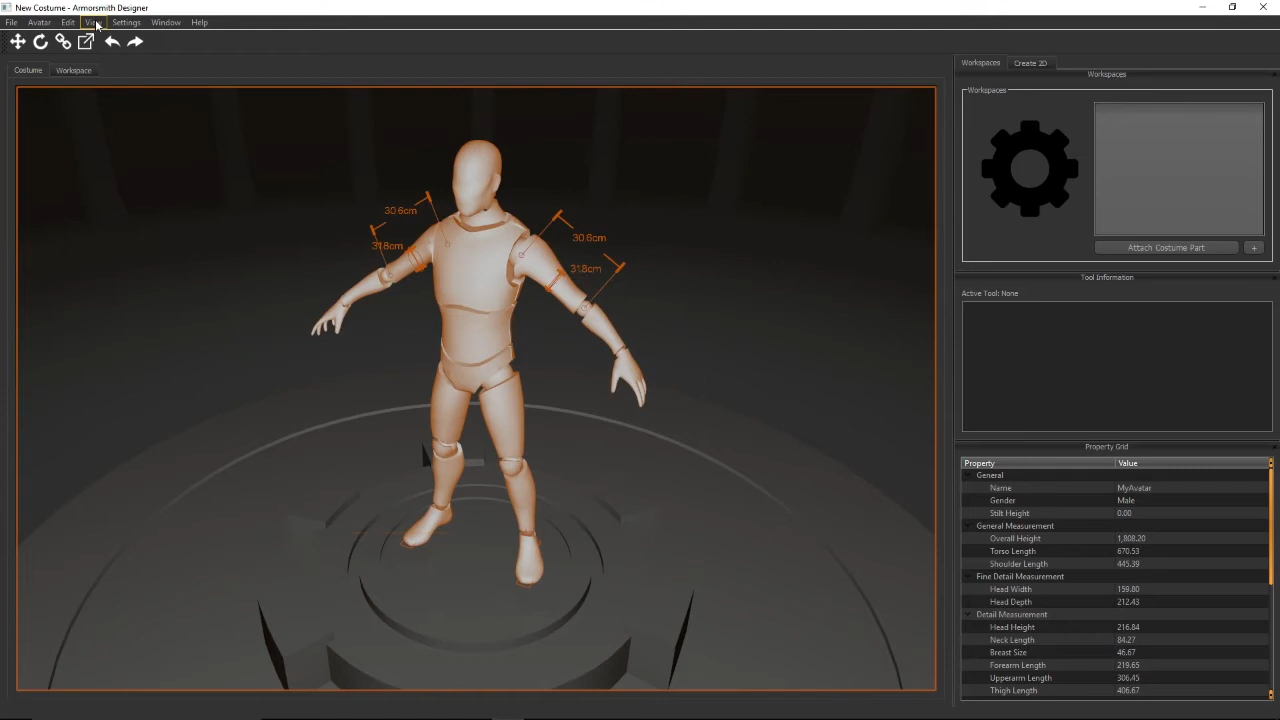 New Costume - Armorsmith Designer
File Avatar Edit View Settings Window Help
Costume Workspace
30.6cm
31.8cm
30.6cm
31.8cm
Workspaces Create 2D
Workspaces
Workspaces
Attach Costume Part +
Tool Information
Active Tool: None
Property Grid
Property Value
General
Name MyAvatar
Gender Male
Stilt Height 0.00
General Measurement
Overall Height 1,808.20
Torso Length 670.53
Shoulder Length 445.39
Fine Detail Measurement
Head Width 159.80
Head Depth 212.43
Detail Measurement
Head Height 216.84
Neck Length 84.27
Breast Size 46.67
Forearm Length 219.65
Upperarm Length 306.45
Thigh Length 406.67